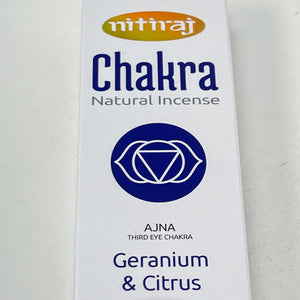 nitiraj
Chakra
Natural Incense
AJNA
THIRD EYE CHAKRA
Geranium
& Citrus